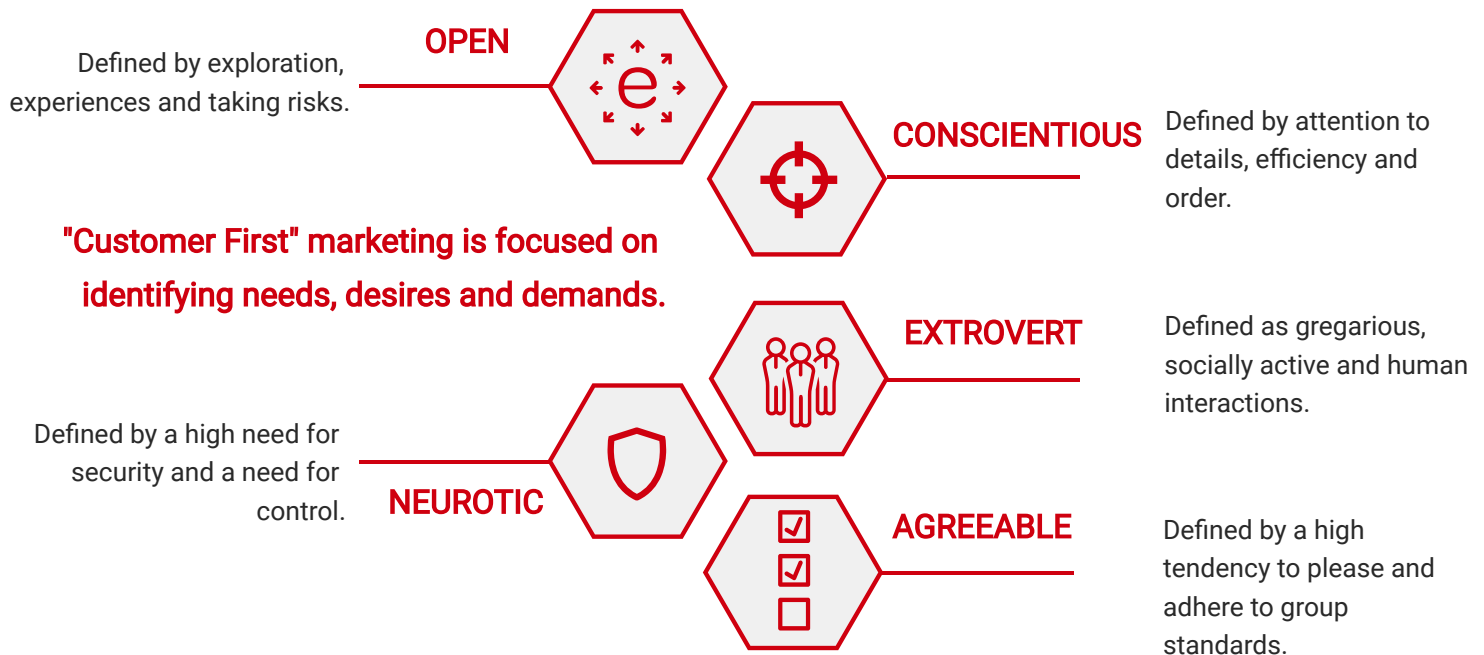 OPEN
Defined by exploration,
experiences and taking risks.
e
CONSCIENTIOUS
Defined by attention to
details, efficiency and
order.
"Customer First" marketing is focused on
identifying needs, desires and demands.
EXTROVERT
Defined as gregarious,
socially active and human
interactions.
Defined by a high need for
security and a need for
control.
NEUROTIC
AGREEABLE
Defined by a high
tendency to please and
adhere to group
standards.